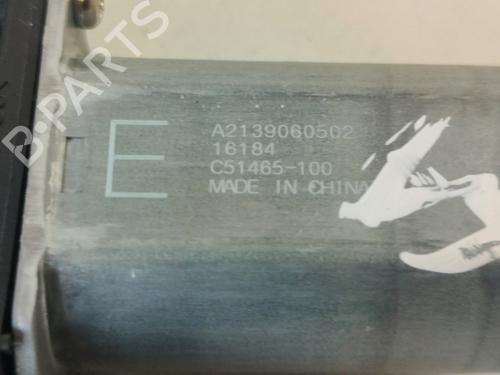 B-PARTS
E
A2139060502
16184
C51465-100
MADE IN CHINA